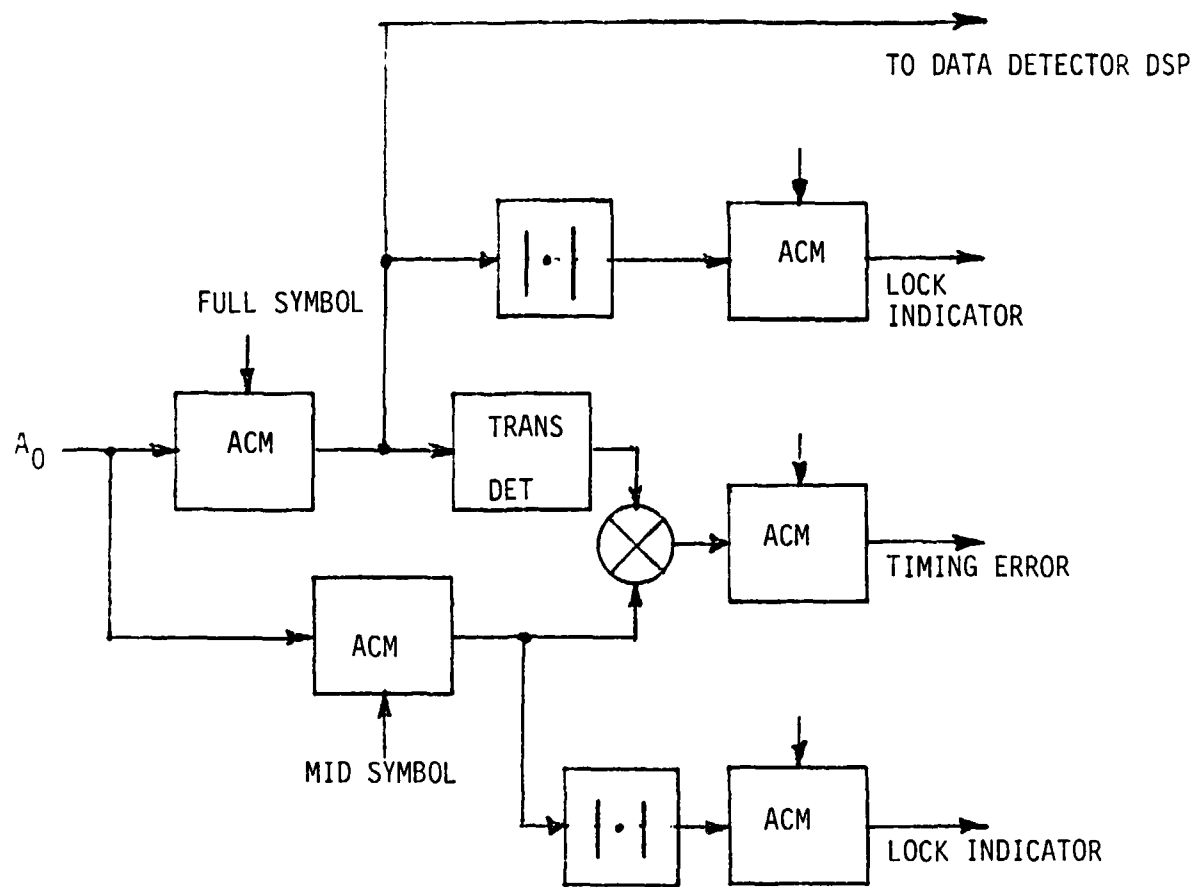 TO DATA DETECTOR DSP
|·|
ACM
LOCK
INDICATOR
FULL SYMBOL
A₀
ACM
TRANS
DET
ACM
TIMING ERROR
ACM
MID SYMBOL
|·|
ACM
LOCK INDICATOR